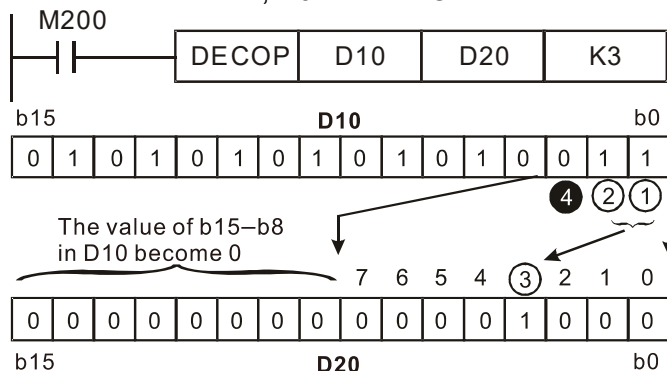 M200
DECOP D10 D20 K3
b15 D10 b0
0 1 0 1 0 1 0 1 0 1 0 1 0 0 1 1
4 2 1
The value of b15–b8
in D10 become 0
7 6 5 4 3 2 1 0
0 0 0 0 0 0 0 0 0 0 0 0 1 0 0 0
b15 D20 b0